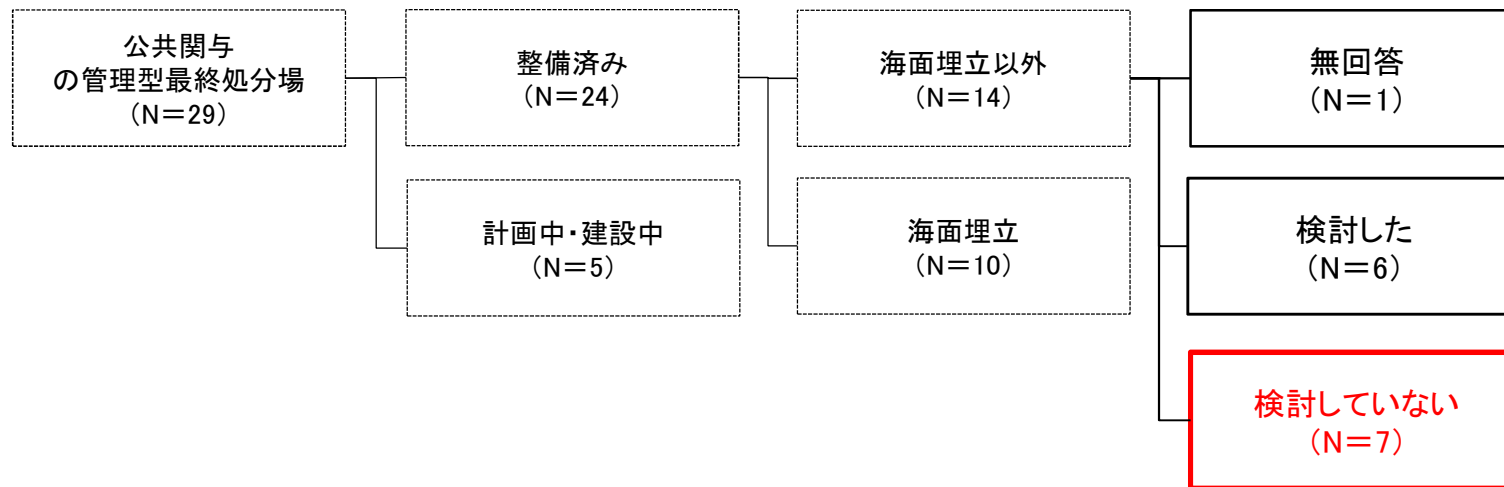 公共関与
の管理型最終処分場
(N=29)
整備済み
(N=24)
海面埋立以外
(N=14)
無回答
(N=1)
計画中・建設中
(N=5)
海面埋立
(N=10)
検討した
(N=6)
検討していない
(N=7)